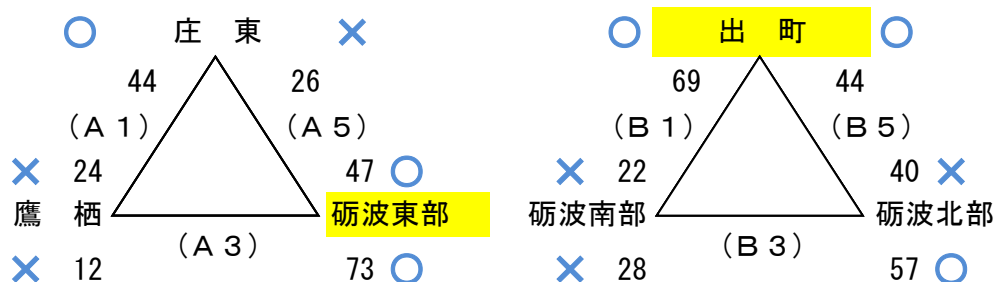 ○ 庄 東 ×
44 26
(A1) (A5)
× 24 47 ○
鷹 栖 砺波東部
(A3)
× 12 73 ○
○ 出 町 ○
69 44
(B1) (B5)
× 22 40 ×
砺波南部 砺波北部
(B3)
× 28 57 ○